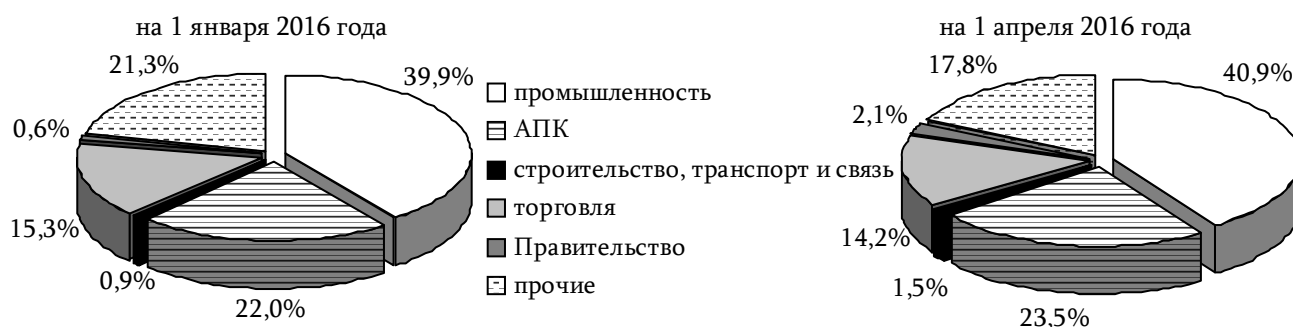 на 1 января 2016 года
21,3%
39,9%
0,6%
15,3%
0,9%
22,0%
промышленность
АПК
строительство, транспорт и связь
торговля
Правительство
прочие
на 1 апреля 2016 года
17,8%
40,9%
2,1%
14,2%
1,5%
23,5%